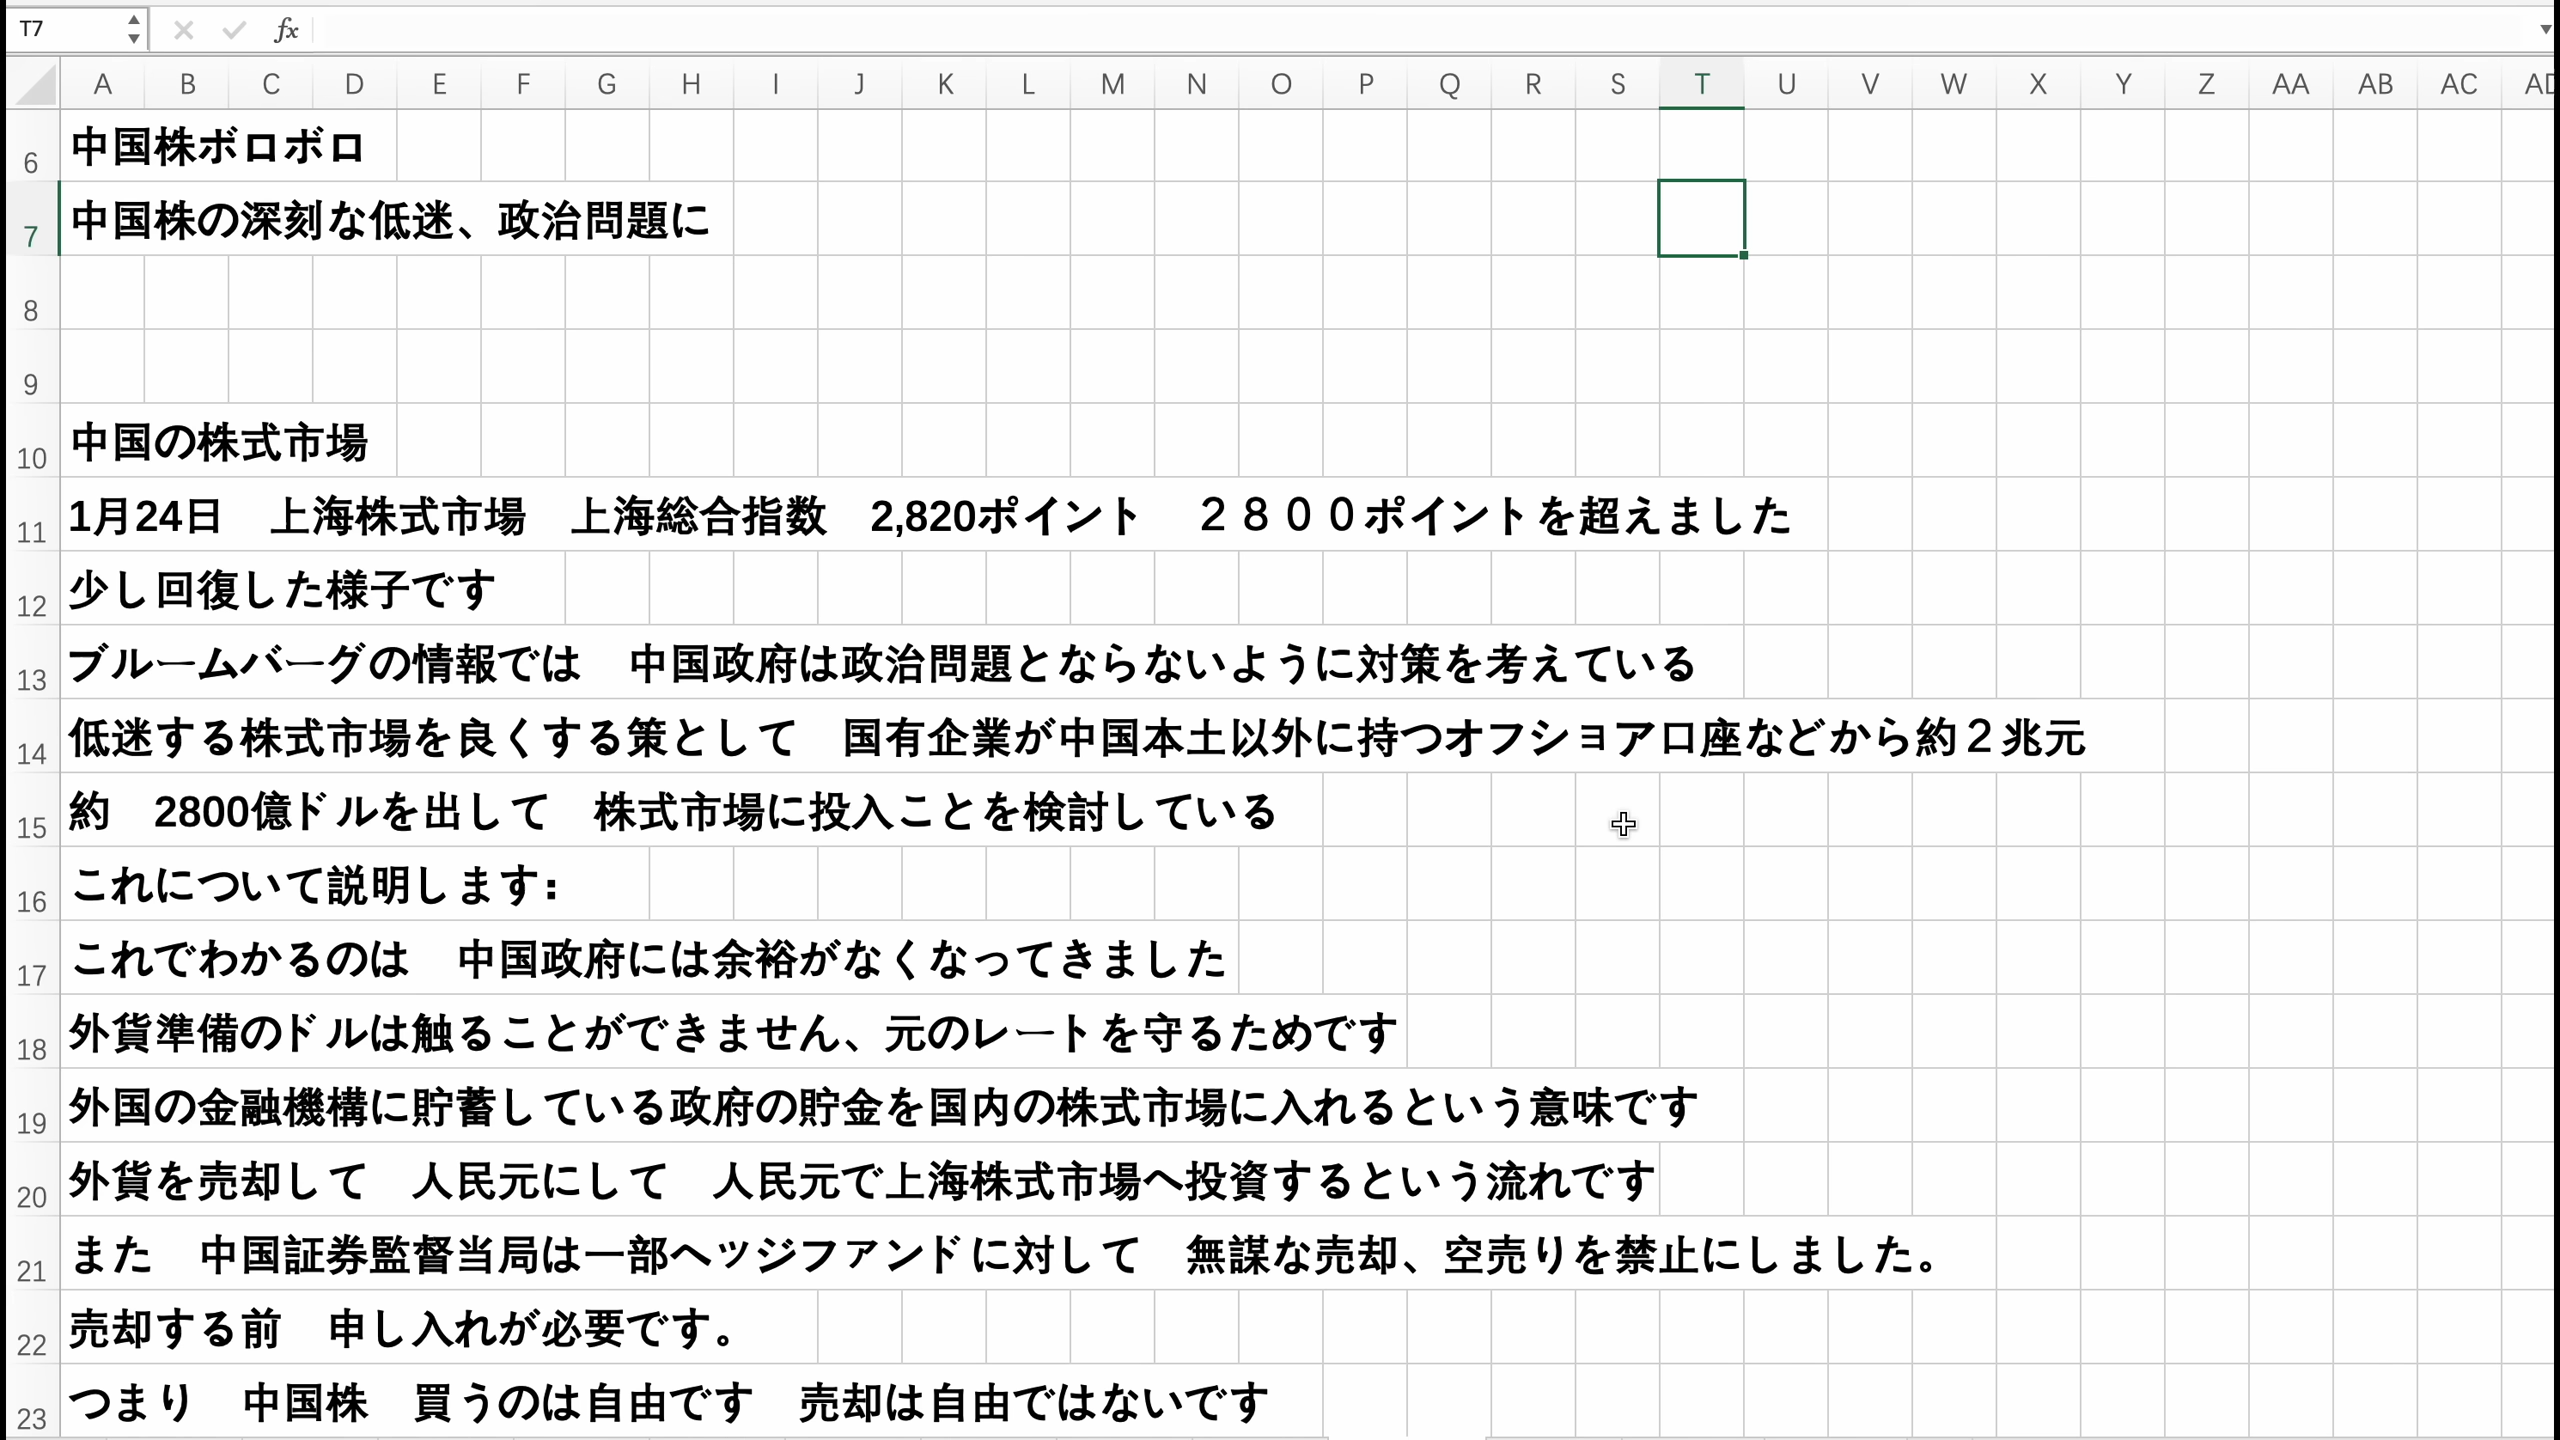 T7
fx
A B C D E F G H I J K L M N O P Q R S T U V W X Y Z AA AB AC AD
6 中国株ボロボロ
7 中国株の深刻な低迷、政治問題に
8
9
10 中国の株式市場
11 1月24日　上海株式市場　上海総合指数　2,820ポイント　２８００ポイントを超えました
12 少し回復した様子です
13 ブルームバーグの情報では　中国政府は政治問題とならないように対策を考えている
14 低迷する株式市場を良くする策として　国有企業が中国本土以外に持つオフショア口座などから約２兆元
15 約　2800億ドルを出して　株式市場に投入ことを検討している
16 これについて説明します：
17 これでわかるのは　中国政府には余裕がなくなってきました
18 外貨準備のドルは触ることができません、元のレートを守るためです
19 外国の金融機構に貯蓄している政府の貯金を国内の株式市場に入れるという意味です
20 外貨を売却して　人民元にして　人民元で上海株式市場へ投資するという流れです
21 また　中国証券監督当局は一部ヘッジファンドに対して　無謀な売却、空売りを禁止にしました。
22 売却する前　申し入れが必要です。
23 つまり　中国株　買うのは自由です　売却は自由ではないです